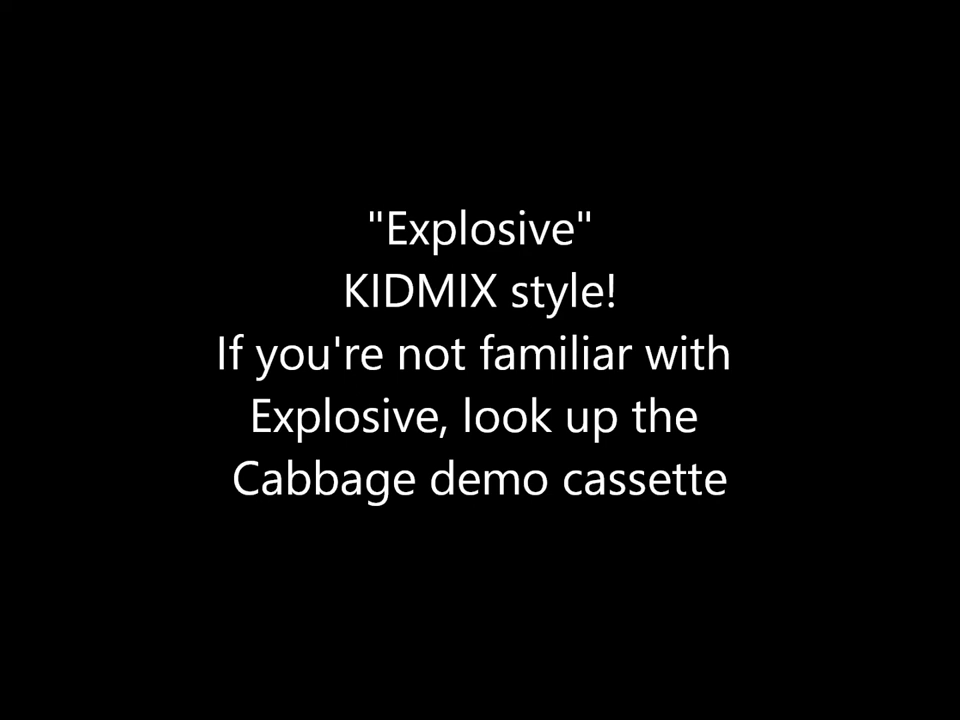 "Explosive"
KIDMIX style!
If you're not familiar with
Explosive, look up the
Cabbage demo cassette